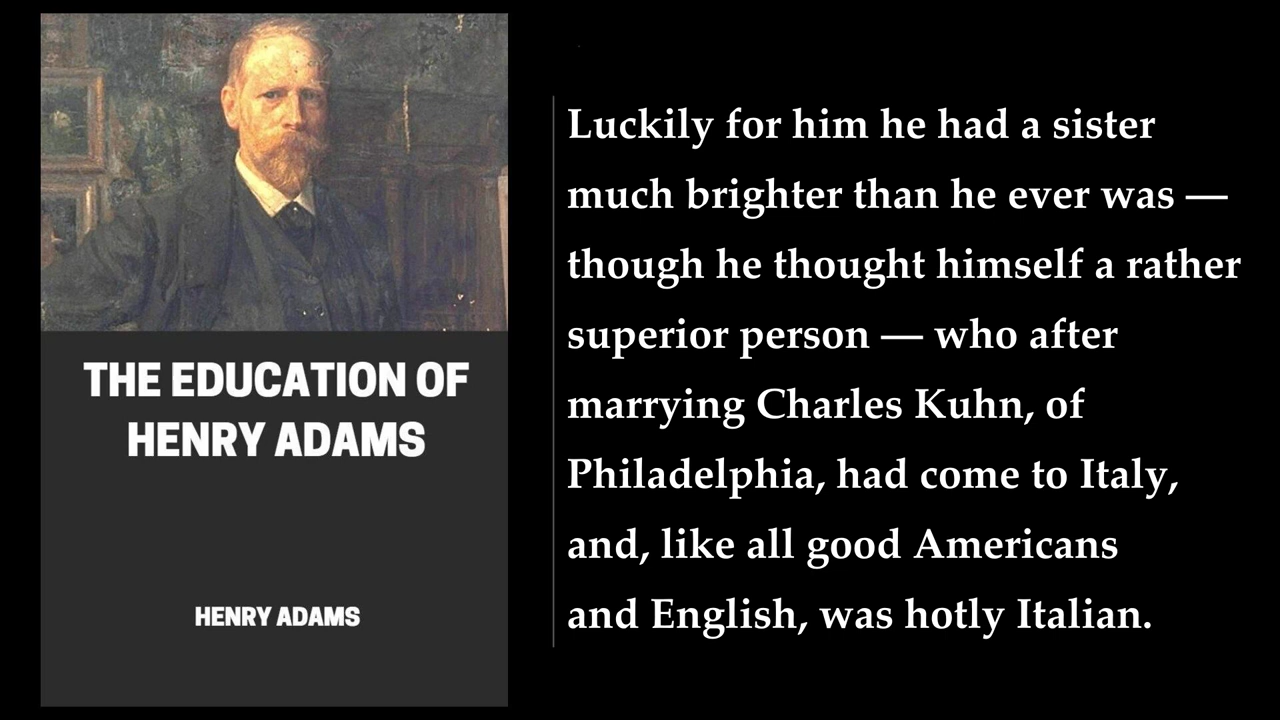 THE EDUCATION OF
HENRY ADAMS
HENRY ADAMS
Luckily for him he had a sister
much brighter than he ever was —
though he thought himself a rather
superior person — who after
marrying Charles Kuhn, of
Philadelphia, had come to Italy,
and, like all good Americans
and English, was hotly Italian.